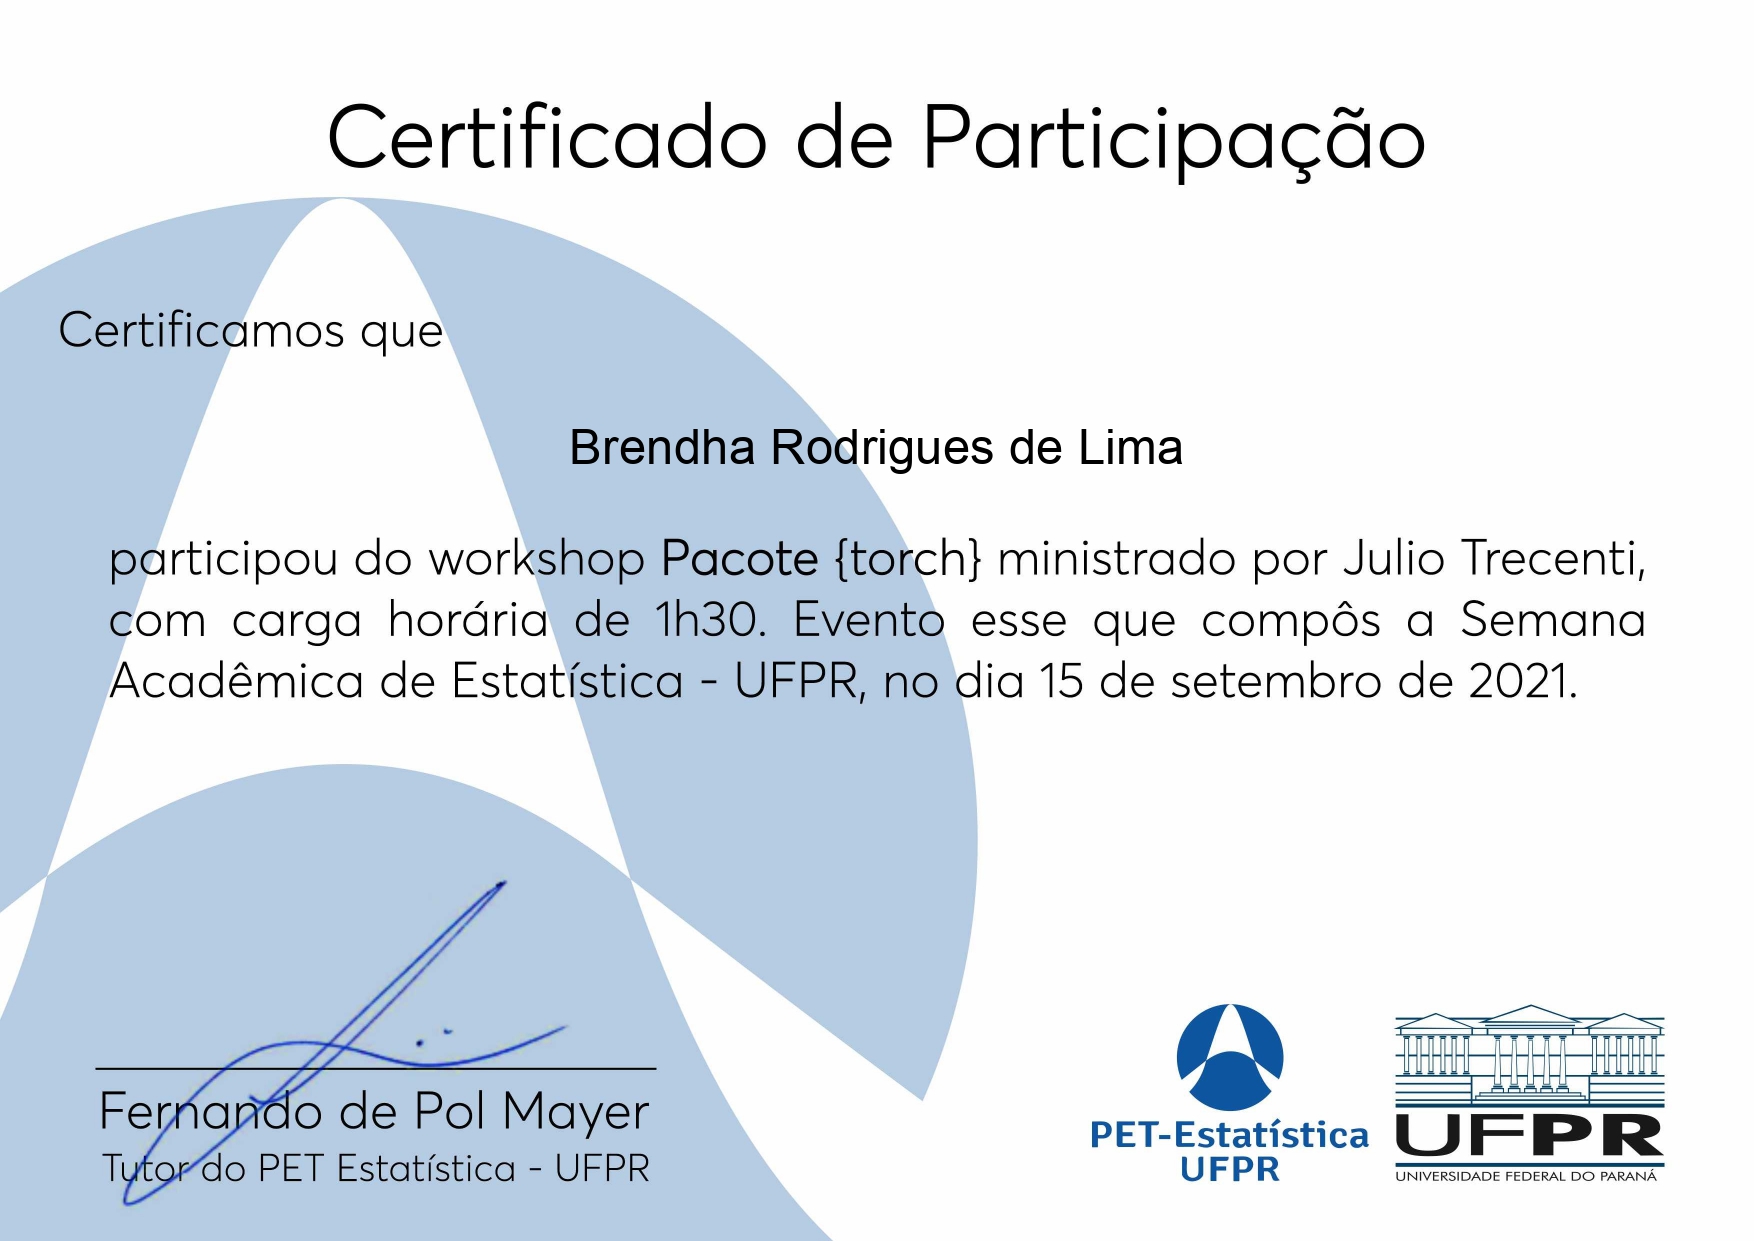 Certificado de Participação
Certificamos que
Brendha Rodrigues de Lima
participou do workshop Pacote {torch} ministrado por Julio Trecenti,
com carga horária de 1h30. Evento esse que compôs a Semana
Acadêmica de Estatística - UFPR, no dia 15 de setembro de 2021.
Fernando de Pol Mayer
Tutor do PET Estatística - UFPR
PET-Estatística
UFPR
UFPR
UNIVERSIDADE FEDERAL DO PARANÁ